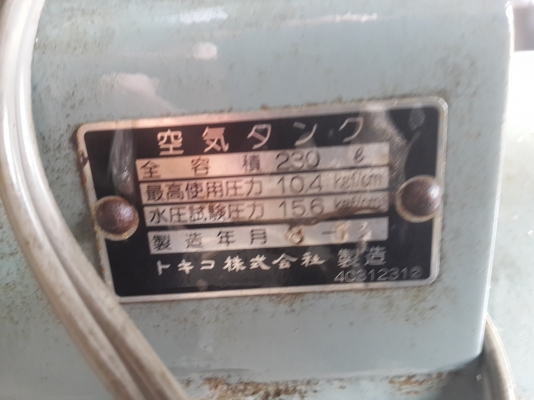 空気タンク
全容積 230 ℓ
最高使用圧力 10.4 kgf/cm
水圧試験圧力 15.6 kgf/cm
製造年月
トキコ株式会社 製造
40312312